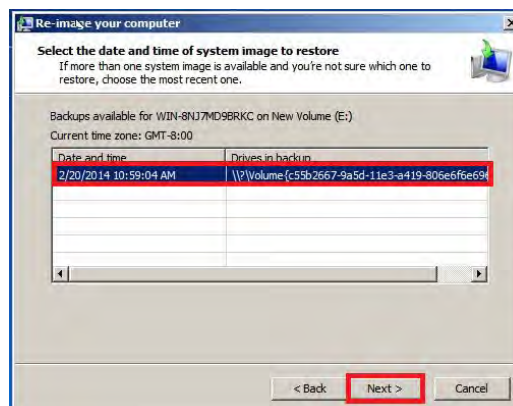 Re-image your computer
Select the date and time of system image to restore
If more than one system image is available and you're not sure which one to
restore, choose the most recent one.
Backups available for WIN-8NJ7MD9BRKC on New Volume (E:)
Current time zone: GMT-8:00
Date and time Drives in backup
2/20/2014 10:59:04 AM \\?\Volume{c55b2667-9a5d-11e3-a419-806e6f6e696
< Back Next > Cancel